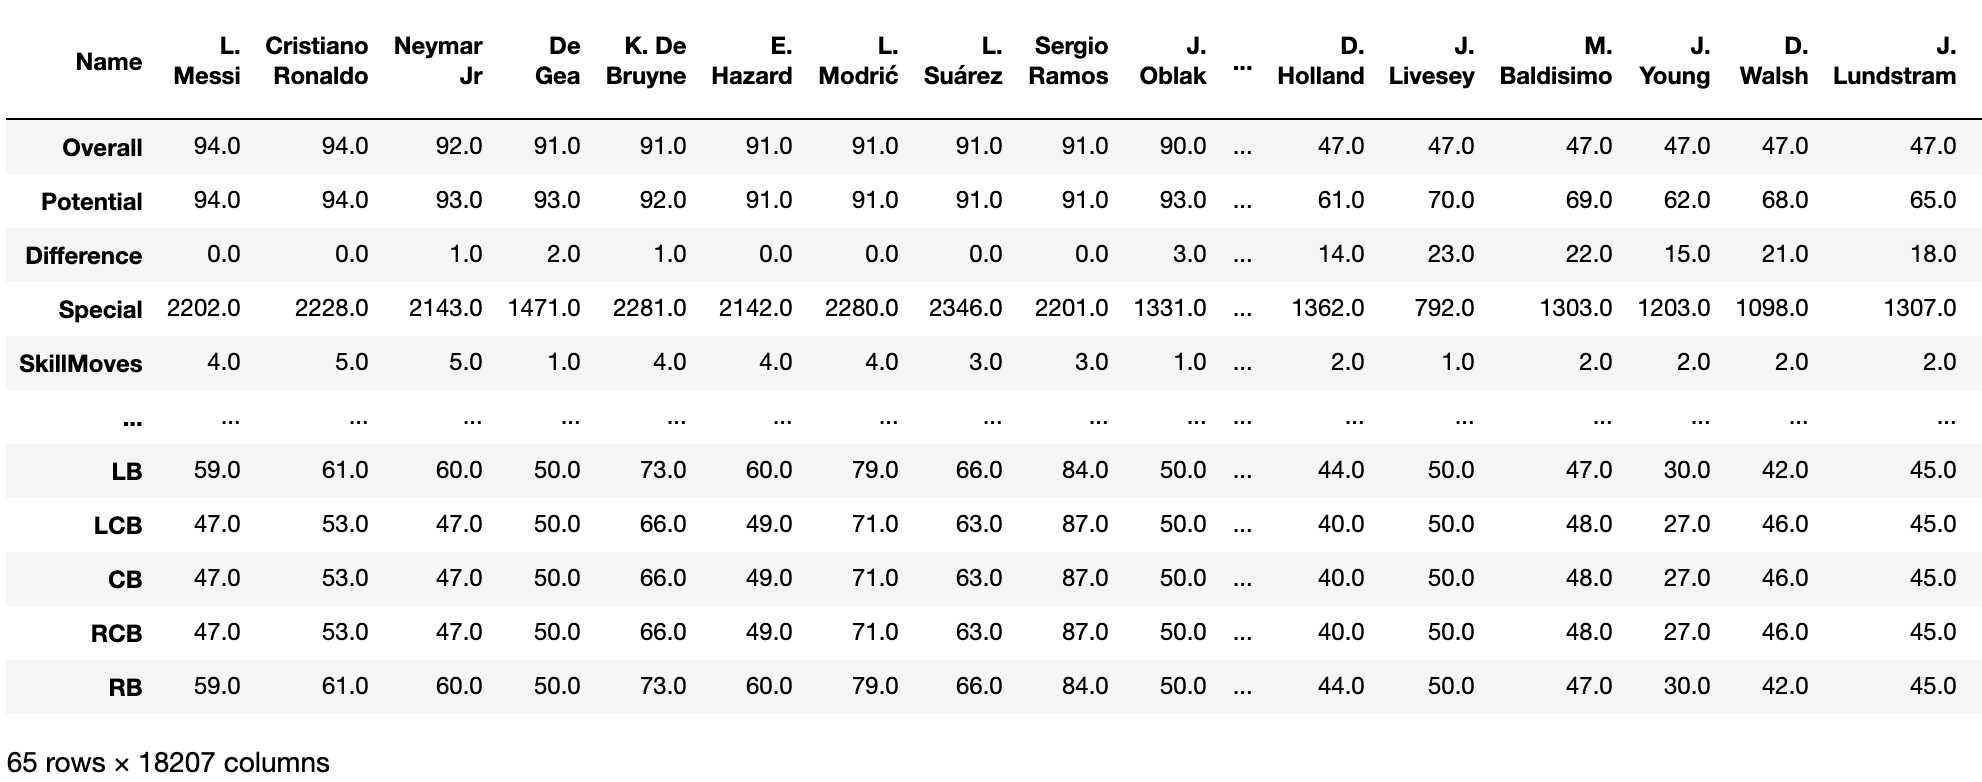 Name L. Messi Cristiano Ronaldo Neymar Jr De Gea K. De Bruyne E. Hazard L. Modrić L. Suárez Sergio Ramos J. Oblak ... D. Holland J. Livesey M. Baldisimo J. Young D. Walsh J. Lundstram
Overall 94.0 94.0 92.0 91.0 91.0 91.0 91.0 91.0 91.0 90.0 ... 47.0 47.0 47.0 47.0 47.0 47.0
Potential 94.0 94.0 93.0 93.0 92.0 91.0 91.0 91.0 91.0 93.0 ... 61.0 70.0 69.0 62.0 68.0 65.0
Difference 0.0 0.0 1.0 2.0 1.0 0.0 0.0 0.0 0.0 3.0 ... 14.0 23.0 22.0 15.0 21.0 18.0
Special 2202.0 2228.0 2143.0 1471.0 2281.0 2142.0 2280.0 2346.0 2201.0 1331.0 ... 1362.0 792.0 1303.0 1203.0 1098.0 1307.0
SkillMoves 4.0 5.0 5.0 1.0 4.0 4.0 4.0 3.0 3.0 1.0 ... 2.0 1.0 2.0 2.0 2.0 2.0
... ... ... ... ... ... ... ... ... ... ... ... ... ... ... ... ... ...
LB 59.0 61.0 60.0 50.0 73.0 60.0 79.0 66.0 84.0 50.0 ... 44.0 50.0 47.0 30.0 42.0 45.0
LCB 47.0 53.0 47.0 50.0 66.0 49.0 71.0 63.0 87.0 50.0 ... 40.0 50.0 48.0 27.0 46.0 45.0
CB 47.0 53.0 47.0 50.0 66.0 49.0 71.0 63.0 87.0 50.0 ... 40.0 50.0 48.0 27.0 46.0 45.0
RCB 47.0 53.0 47.0 50.0 66.0 49.0 71.0 63.0 87.0 50.0 ... 40.0 50.0 48.0 27.0 46.0 45.0
RB 59.0 61.0 60.0 50.0 73.0 60.0 79.0 66.0 84.0 50.0 ... 44.0 50.0 47.0 30.0 42.0 45.0
65 rows × 18207 columns